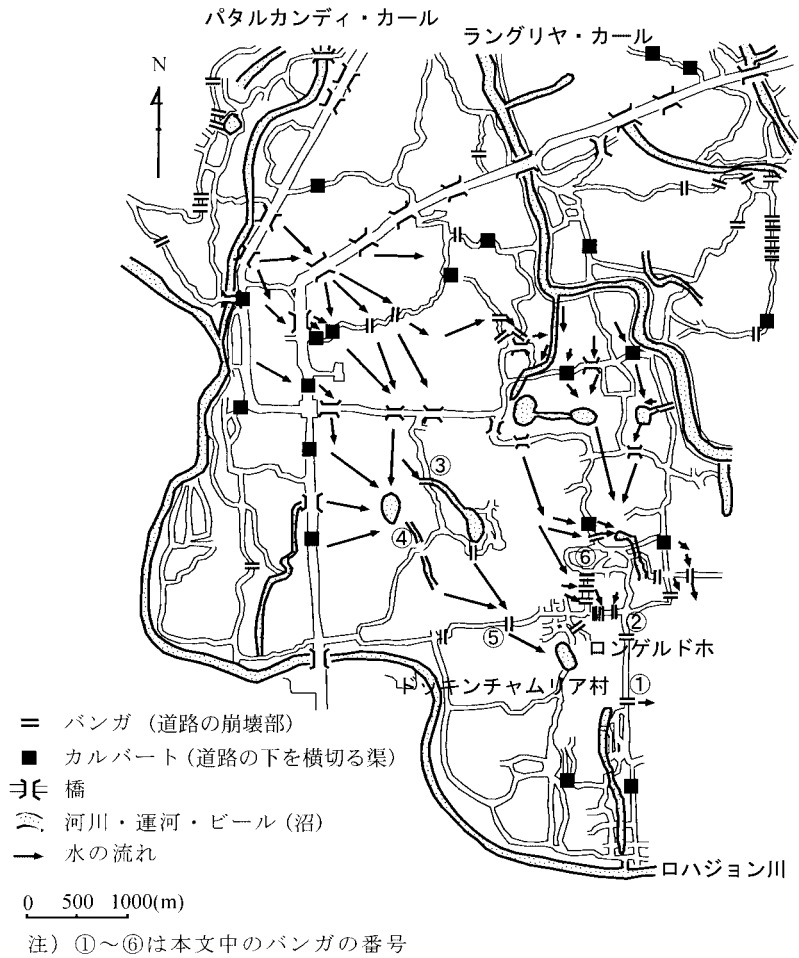 パタルカンディ・カール
ラングリヤ・カール
N
③
④
⑥
②
⑤
ロンゲルドホ
ドッキンチャムリア村
①
バンガ (道路の崩壊部)
カルバート (道路の下を横切る渠)
橋
河川・運河・ビール (沼)
水の流れ
ロハジョン川
0 500 1000(m)
注) ①~⑥は本文中のバンガの番号